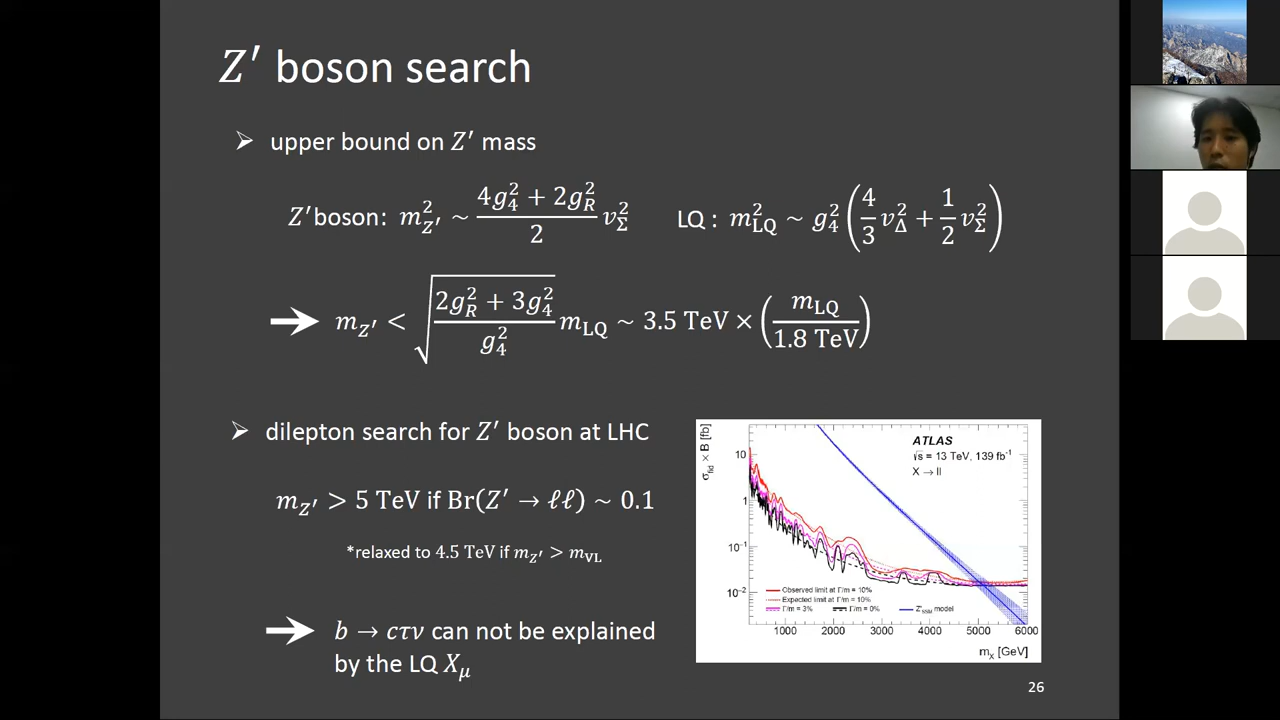 Z′ boson search
➢ upper bound on Z′ mass
Z′boson: m²_Z′ ~ (4g₄² + 2g_R²)/2 v_Σ²
LQ : m²_LQ ~ g₄² (4/3 v_Δ² + 1/2 v_Σ²)
→ m_Z′ < √((2g_R² + 3g₄²)/g₄²) m_LQ ~ 3.5 TeV × (m_LQ/1.8 TeV)
➢ dilepton search for Z′ boson at LHC
m_Z′ > 5 TeV if Br(Z′ → ℓℓ) ~ 0.1
*relaxed to 4.5 TeV if m_Z′ > m_VL
→ b → cτν can not be explained
by the LQ X_μ
σ_fid × B [fb]
10
1
10⁻¹
10⁻²
ATLAS
√s = 13 TeV, 139 fb⁻¹
X → ll
Observed limit at Γ/m = 10%
Expected limit at Γ/m = 10%
Γ/m = 3% Γ/m = 0% Z′_SSM model
1000 2000 3000 4000 5000 6000
m_X [GeV]
26